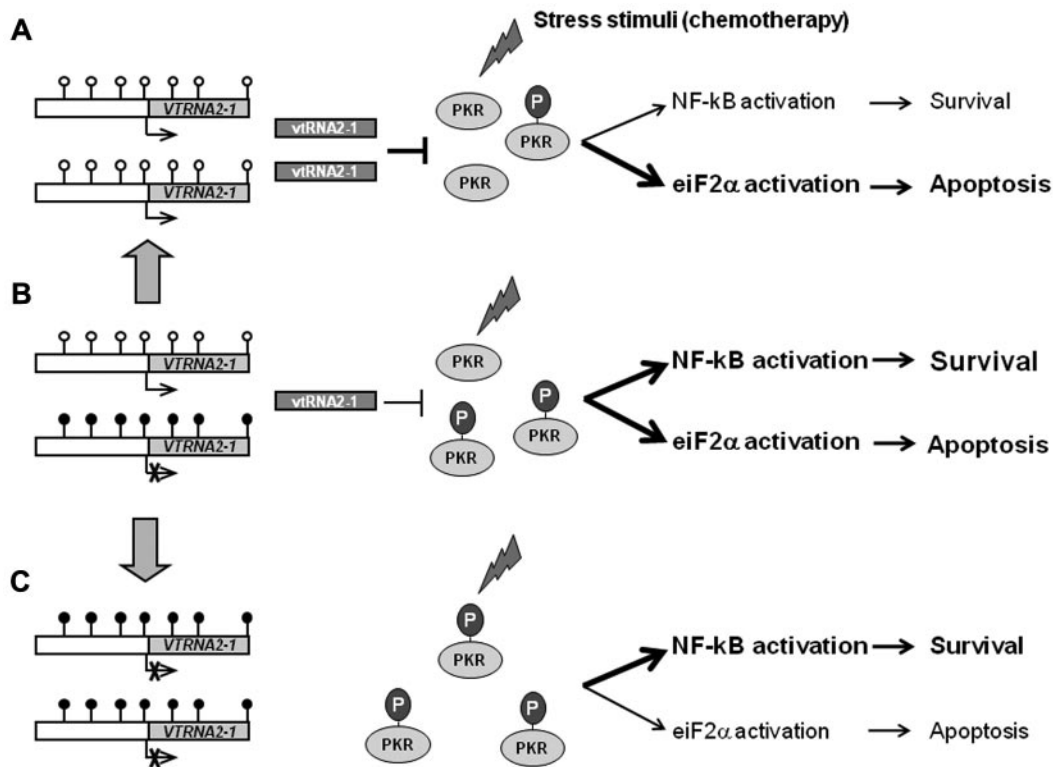 A
Stress stimuli (chemotherapy)
VTRNA2-1
vtRNA2-1
PKR
P
PKR
NF-kB activation
Survival
VTRNA2-1
vtRNA2-1
PKR
eiF2α activation
Apoptosis
B
VTRNA2-1
PKR
NF-kB activation
Survival
vtRNA2-1
P
PKR
P
PKR
VTRNA2-1
eiF2α activation
Apoptosis
C
VTRNA2-1
P
PKR
NF-kB activation
Survival
VTRNA2-1
P
PKR
P
PKR
eiF2α activation
Apoptosis